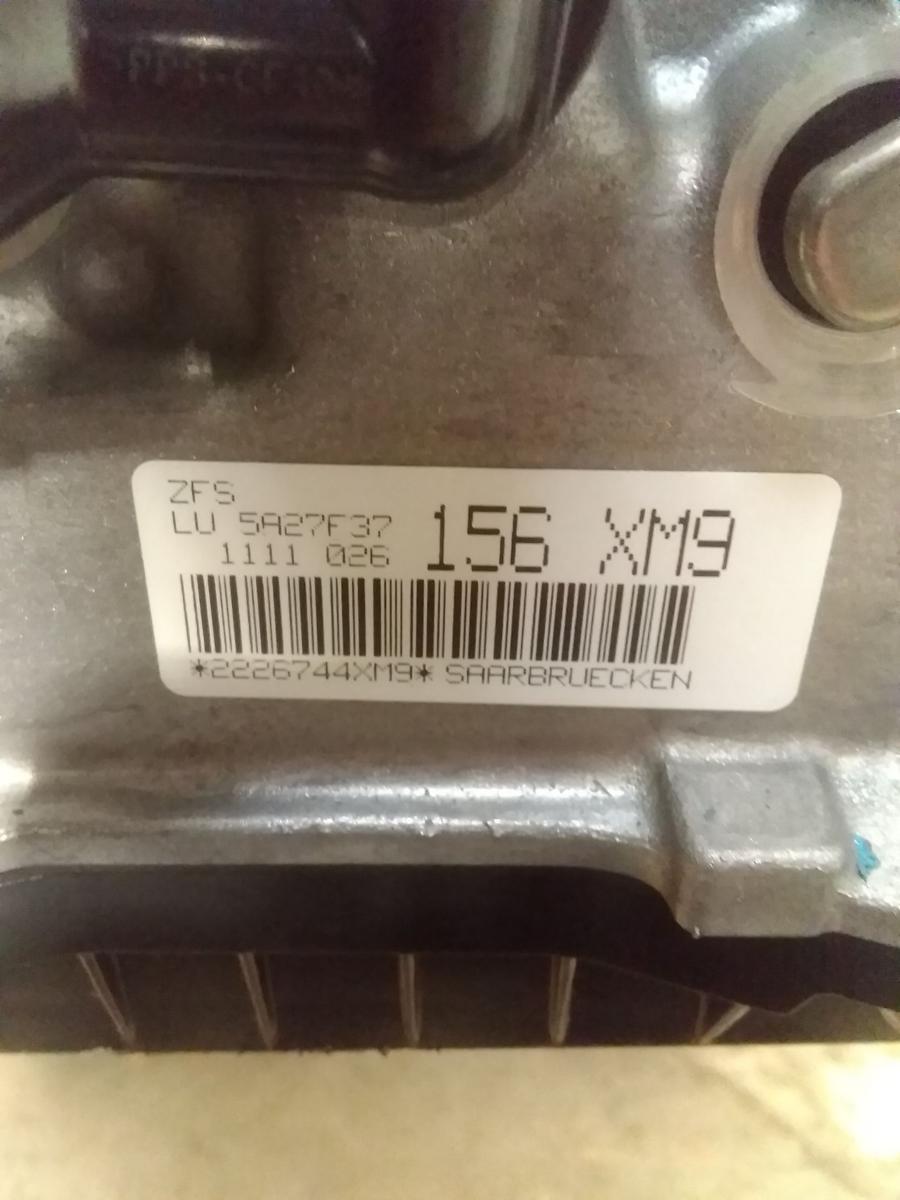 ZFS
LU 5A27F37
1111 026
156 XM9
*2226744XM9* SAARBRUECKEN